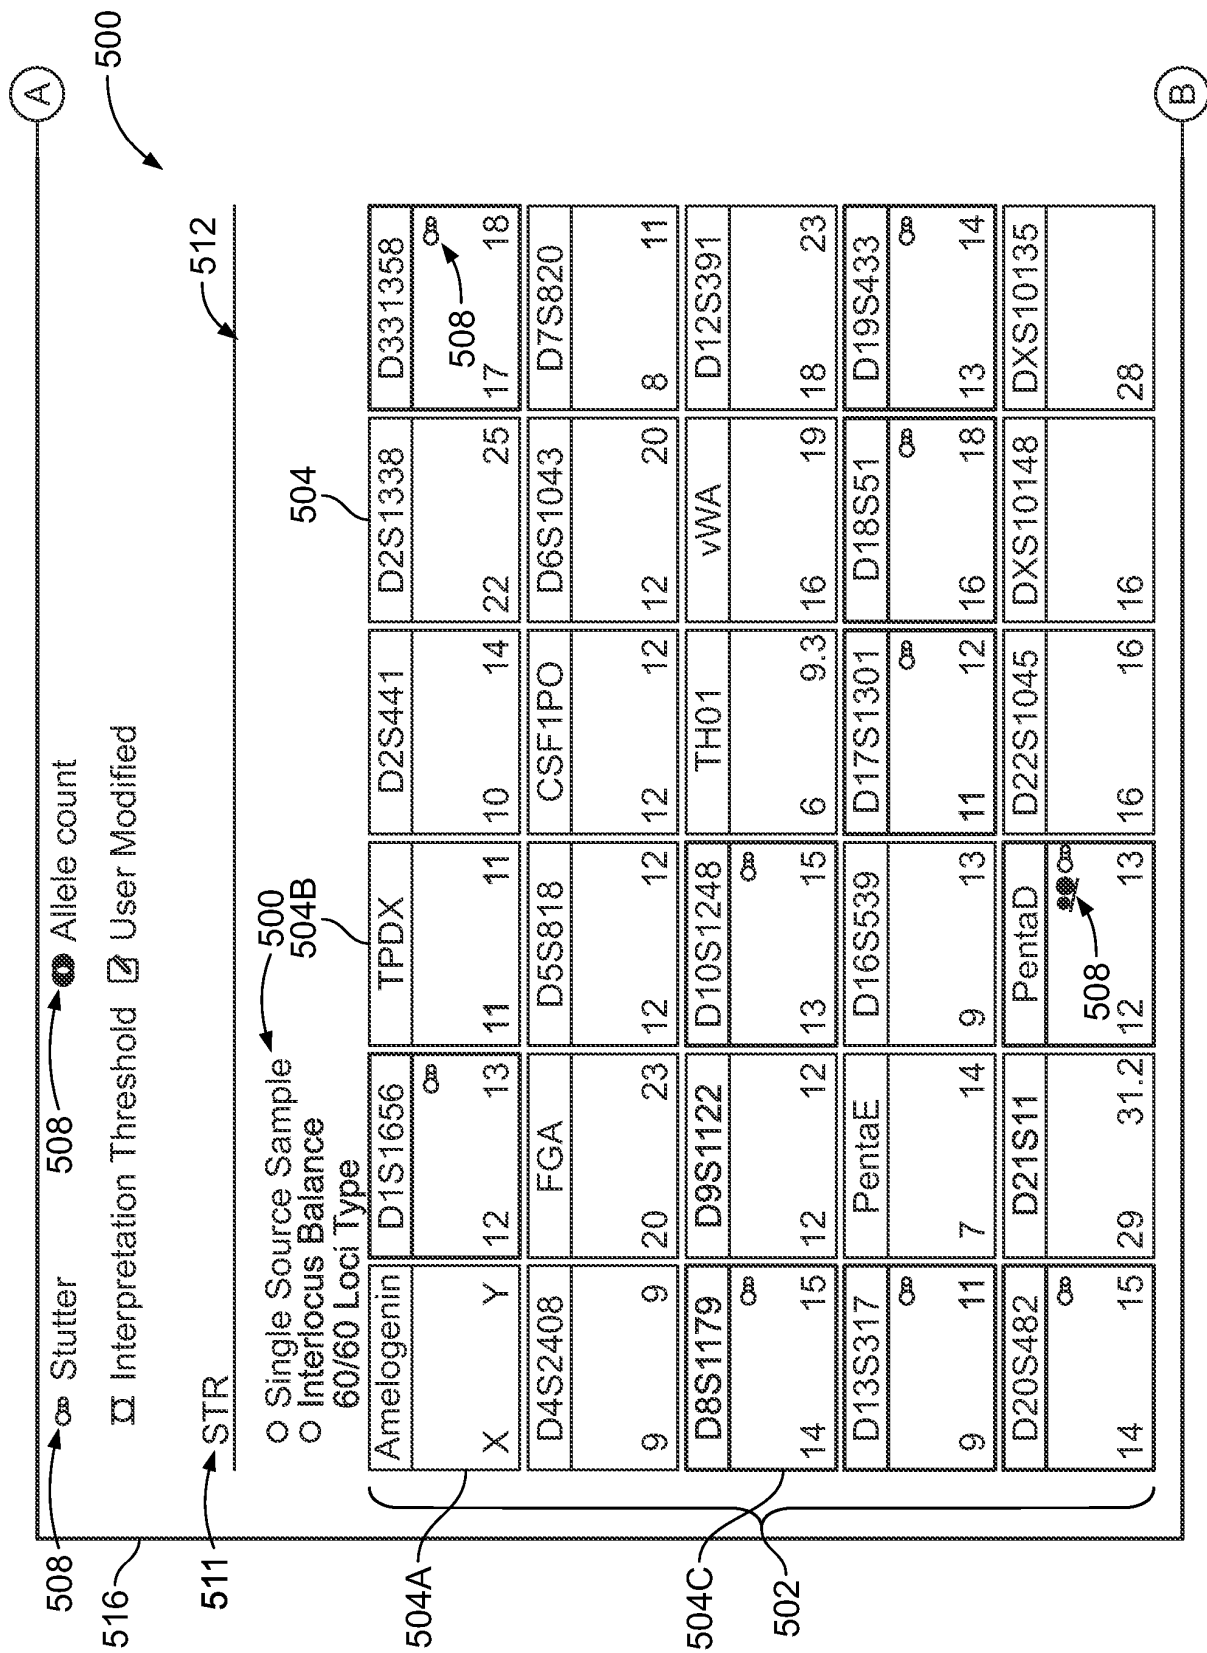 A
500
508 Stutter 508 Allele count
516
Interpretation Threshold User Modified
511 STR
512
Single Source Sample 500
Interlocus Balance 504B
60/60 Loci Type
504
Amelogenin D1S1656 TPDX D2S441 D2S1338 D331358
504A
508
X Y 12 13 11 11 10 14 22 25 17 18
D4S2408 FGA D5S818 CSF1PO D6S1043 D7S820
9 9 20 23 12 12 12 12 12 20 8 11
D8S1179 D9S1122 D10S1248 TH01 vWA D12S391
504C
14 15 12 12 13 15 6 9.3 16 19 18 23
502
D13S317 PentaE D16S539 D17S1301 D18S51 D19S433
9 11 7 14 9 13 11 12 16 18 13 14
D20S482 D21S11 PentaD D22S1045 DXS10148 DXS10135
508
14 15 29 31.2 12 13 16 16 16 28
B